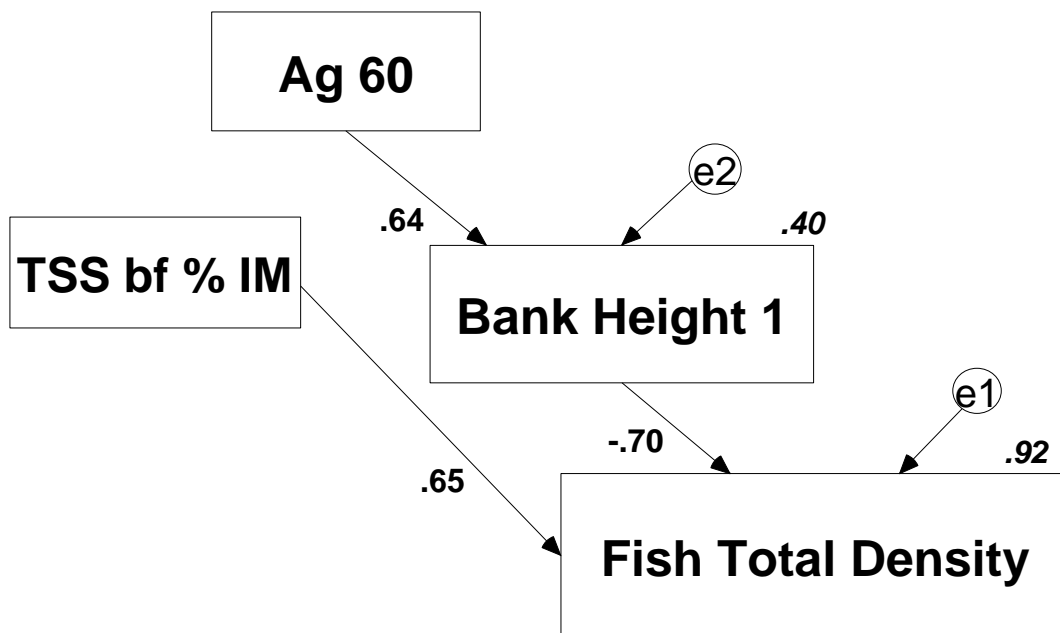 Ag 60
e2
.64
.40
TSS bf % IM
Bank Height 1
e1
-.70
.92
.65
Fish Total Density